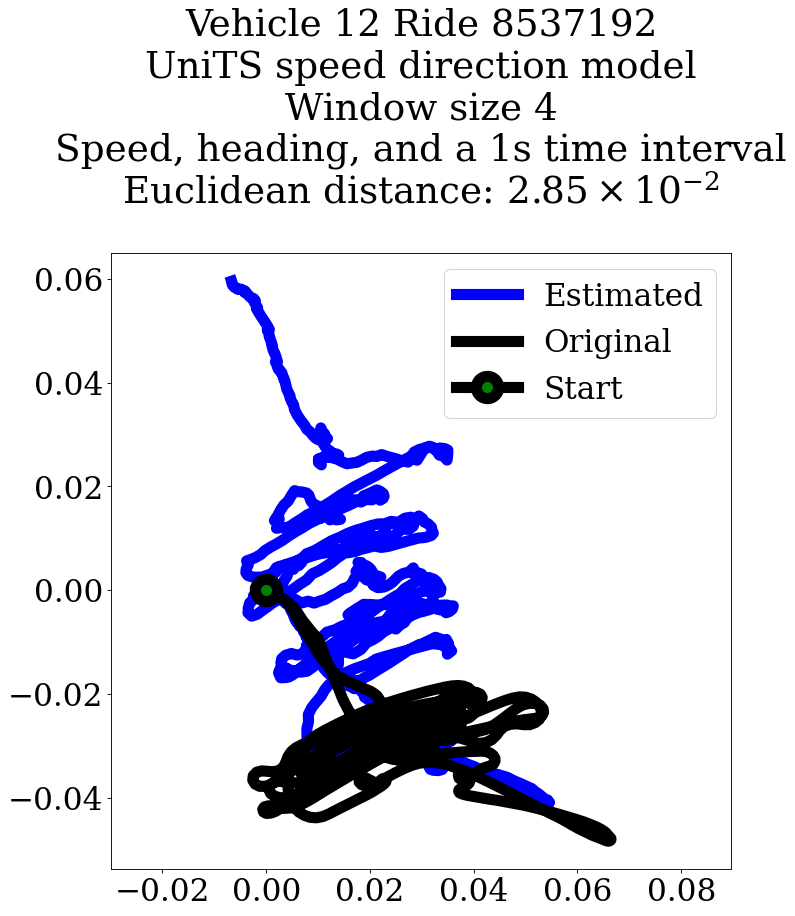 Vehicle 12 Ride 8537192
UniTS speed direction model
Window size 4
Speed, heading, and a 1s time interval
Euclidean distance: 2.85 × 10⁻²
0.06
0.04
0.02
0.00
−0.02
−0.04
Estimated
Original
Start
−0.02 0.00 0.02 0.04 0.06 0.08